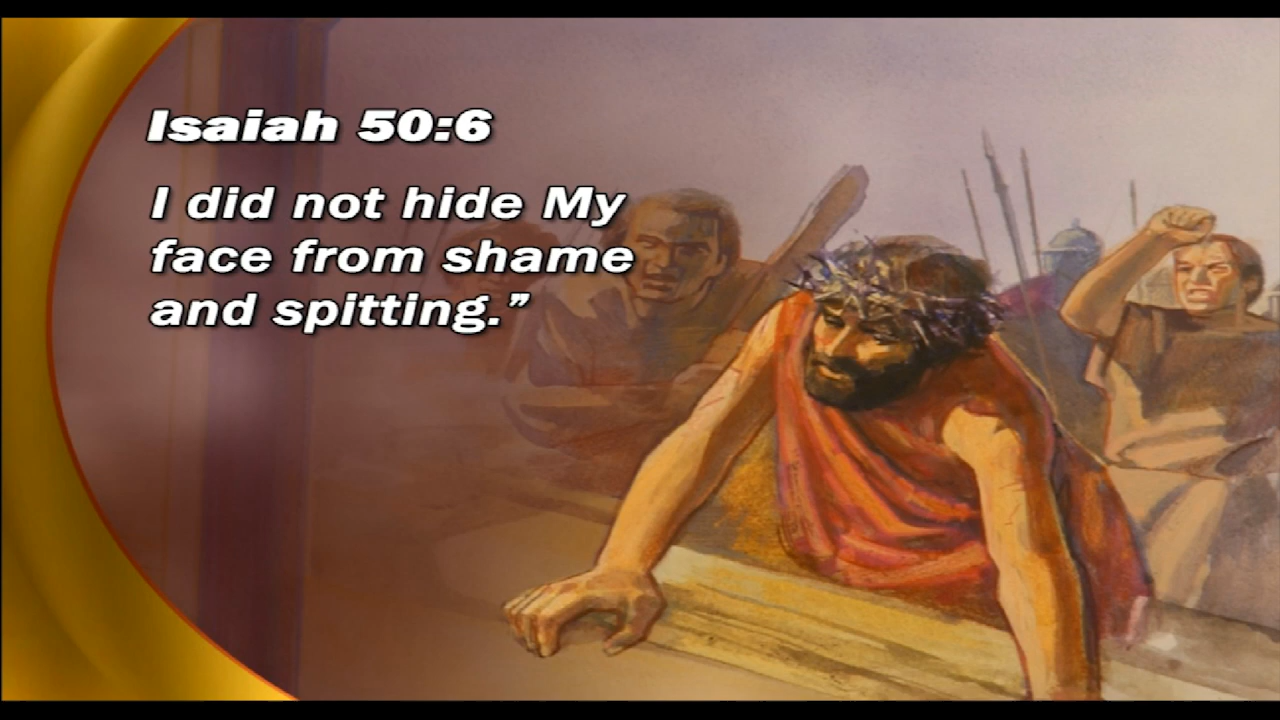 Isaiah 50:6
I did not hide My
face from shame
and spitting.”